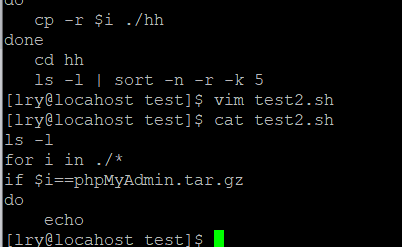 do
    cp -r $i ./hh
done
    cd hh
    ls -l | sort -n -r -k 5
[lry@locahost test]$ vim test2.sh
[lry@locahost test]$ cat test2.sh
ls -l
for i in ./*
if $i==phpMyAdmin.tar.gz
do
     echo
[lry@locahost test]$